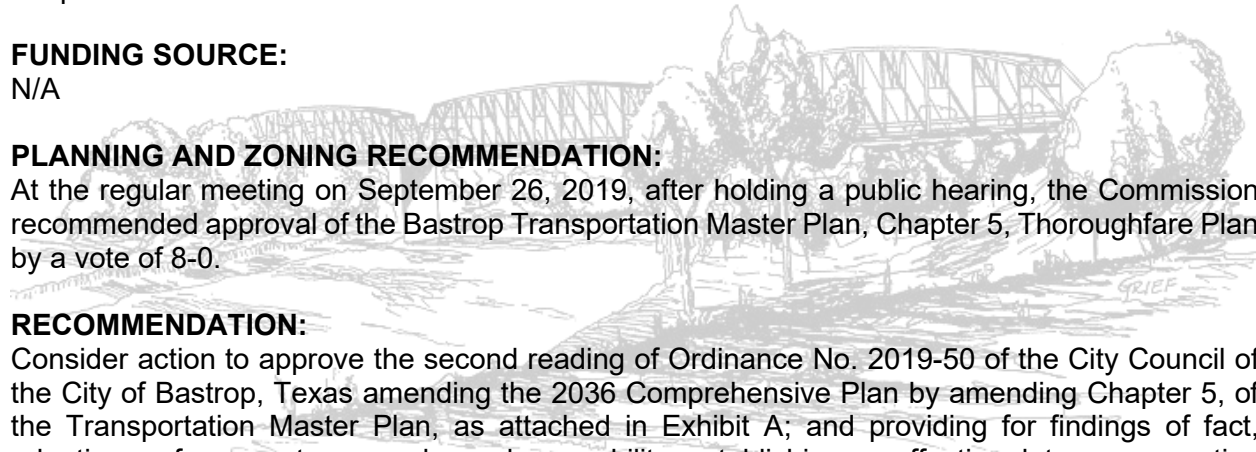 FUNDING SOURCE:
N/A
PLANNING AND ZONING RECOMMENDATION:
At the regular meeting on September 26, 2019, after holding a public hearing, the Commission
recommended approval of the Bastrop Transportation Master Plan, Chapter 5, Thoroughfare Plan
by a vote of 8-0.
GRIEF
RECOMMENDATION:
Consider action to approve the second reading of Ordinance No. 2019-50 of the City Council of
the City of Bastrop, Texas amending the 2036 Comprehensive Plan by amending Chapter 5, of
the Transportation Master Plan, as attached in Exhibit A; and providing for findings of fact,